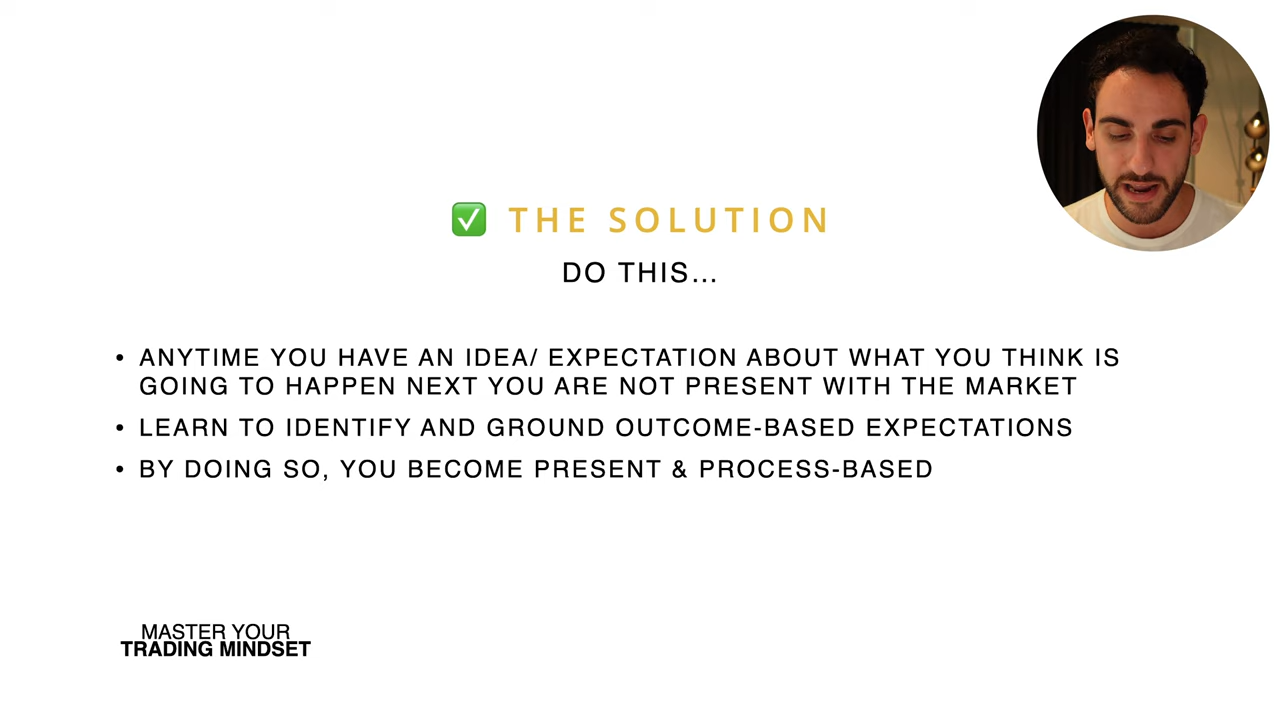 ✅ THE SOLUTION
DO THIS...
• ANYTIME YOU HAVE AN IDEA/ EXPECTATION ABOUT WHAT YOU THINK IS
GOING TO HAPPEN NEXT YOU ARE NOT PRESENT WITH THE MARKET
• LEARN TO IDENTIFY AND GROUND OUTCOME-BASED EXPECTATIONS
• BY DOING SO, YOU BECOME PRESENT & PROCESS-BASED
MASTER YOUR
TRADING MINDSET